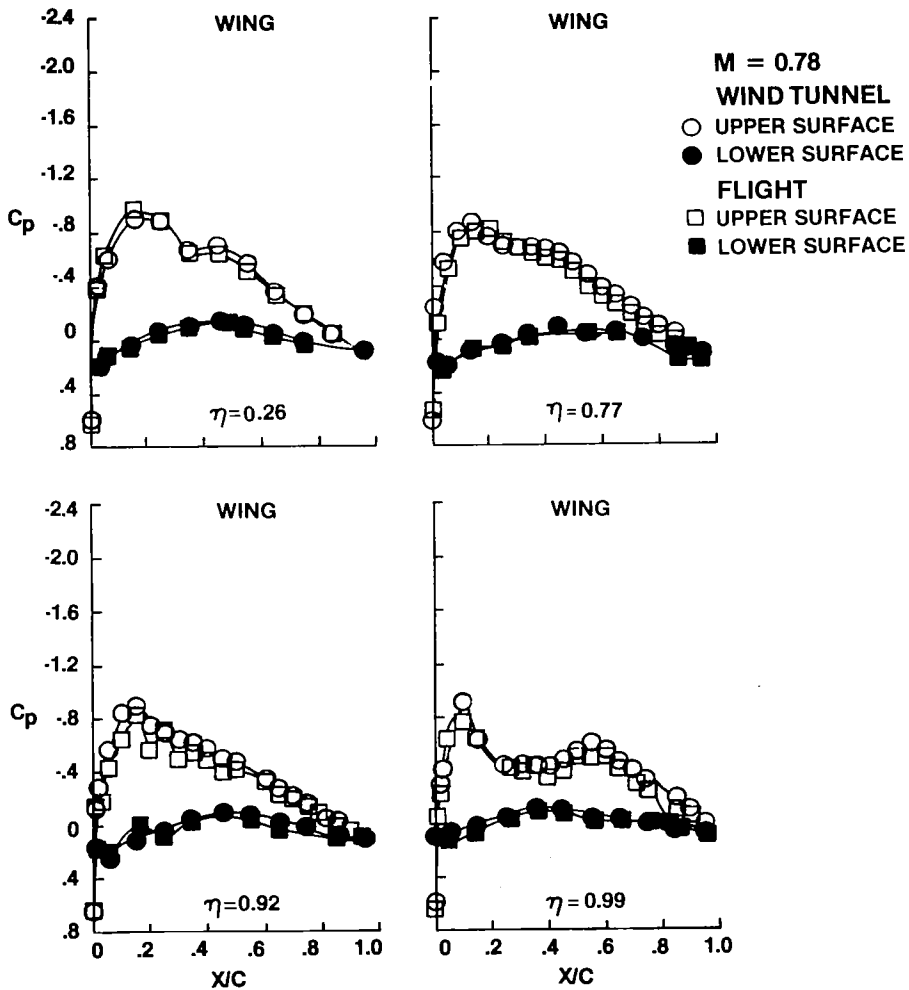 WING
-2.4
-2.0
-1.6
-1.2
Cp
-.8
-.4
0
.4
.8
η=0.26
WING
η=0.77
M = 0.78
WIND TUNNEL
UPPER SURFACE
LOWER SURFACE
FLIGHT
UPPER SURFACE
LOWER SURFACE
WING
-2.4
-2.0
-1.6
-1.2
Cp
-.8
-.4
0
.4
.8
η=0.92
0 .2 .4 .6 .8 1.0
X/C
WING
η=0.99
0 .2 .4 .6 .8 1.0
X/C